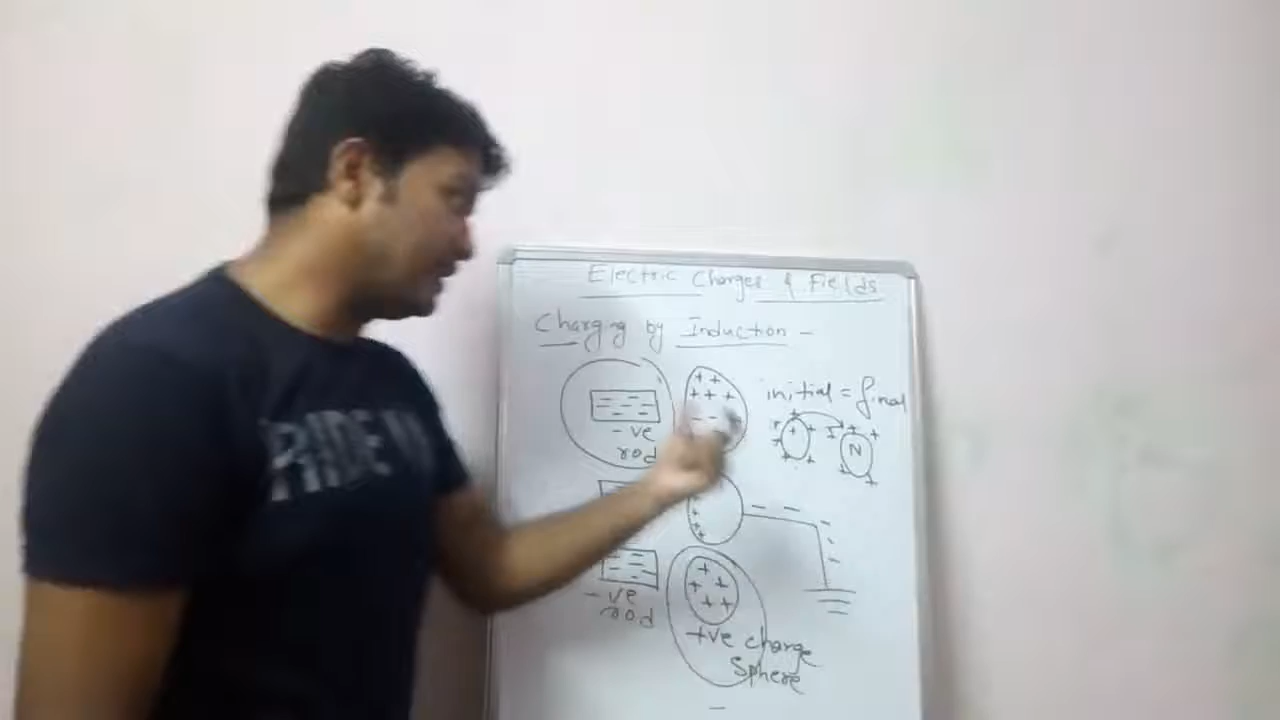 Electric Charges & Fields
Charging by Induction -
initial = final
- ve
rod
N
- ve
rod
+ve charge
Sphere